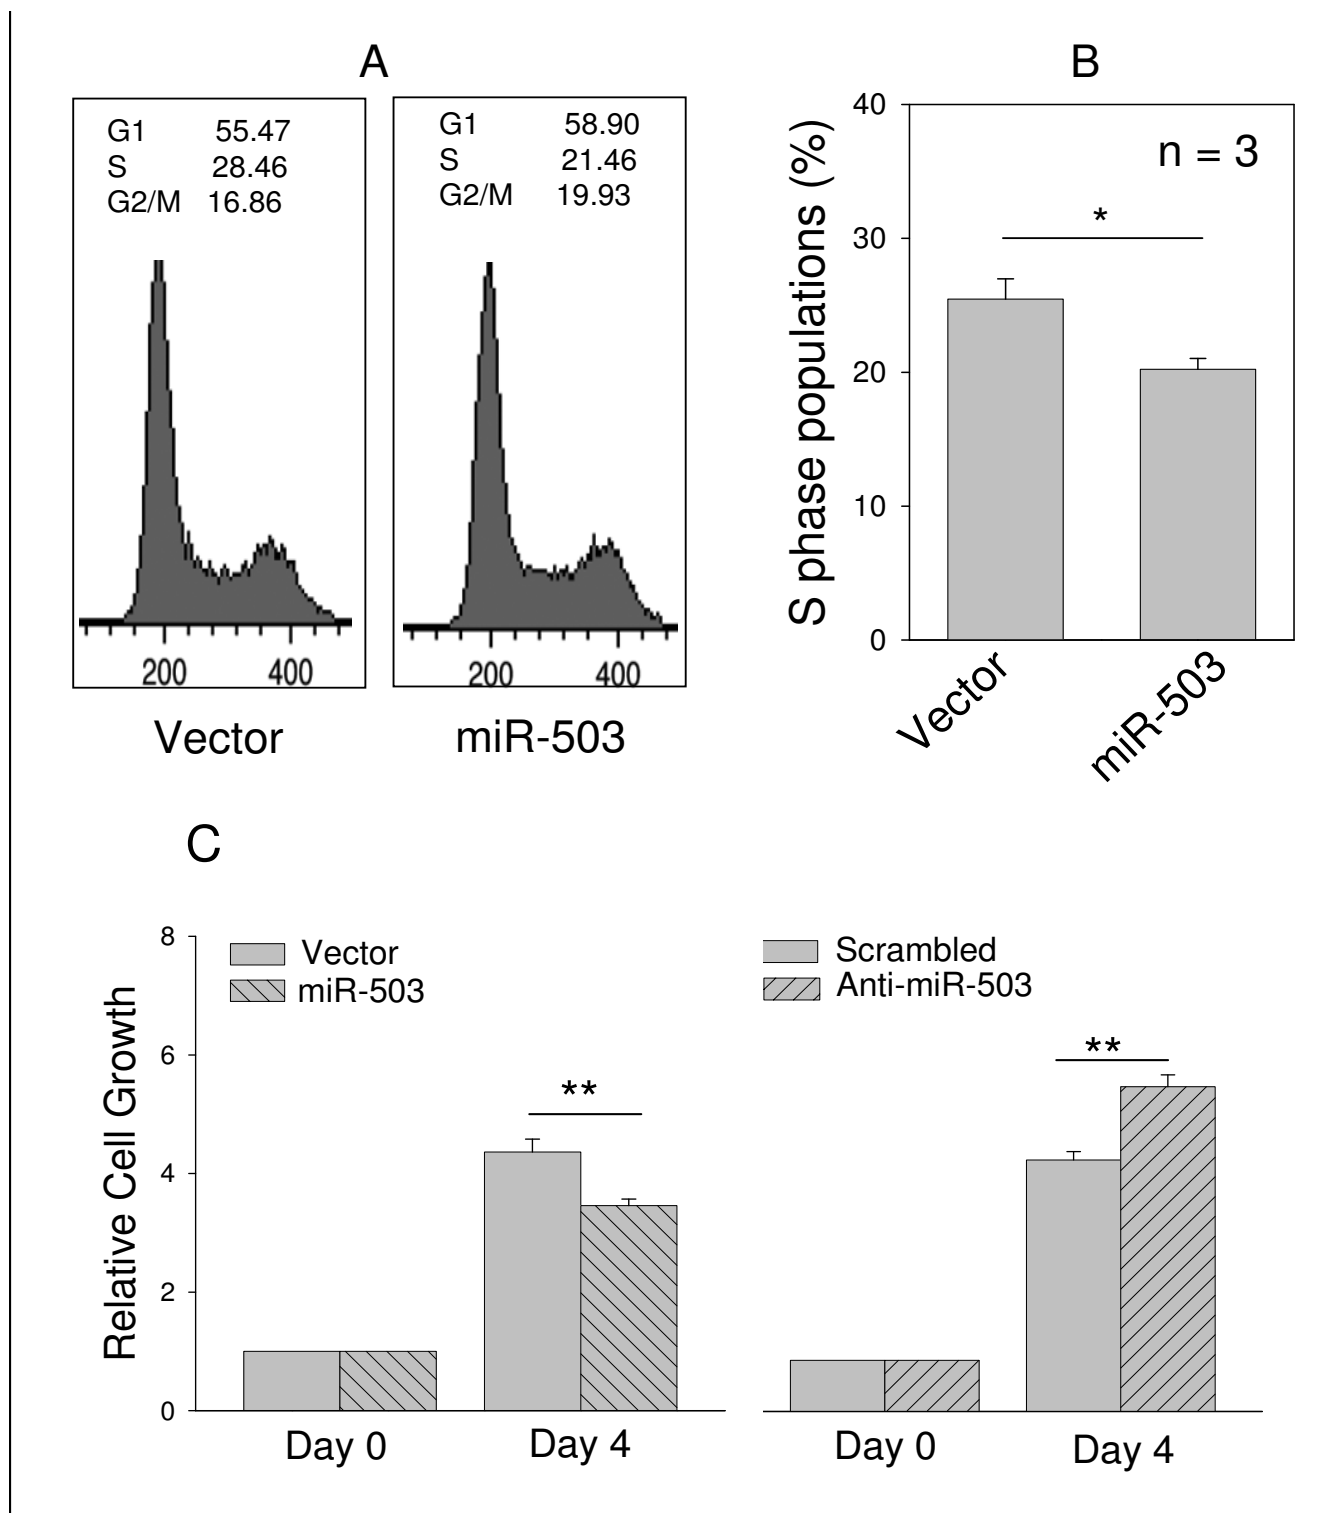 A
G1 55.47
S 28.46
G2/M 16.86
200 400
Vector
G1 58.90
S 21.46
G2/M 19.93
200 400
miR-503
B
S phase populations (%)
40
30
20
10
0
n = 3
*
Vector
miR-503
C
Relative Cell Growth
8
6
4
2
0
Vector
miR-503
**
Day 0
Day 4
Scrambled
Anti-miR-503
**
Day 0
Day 4